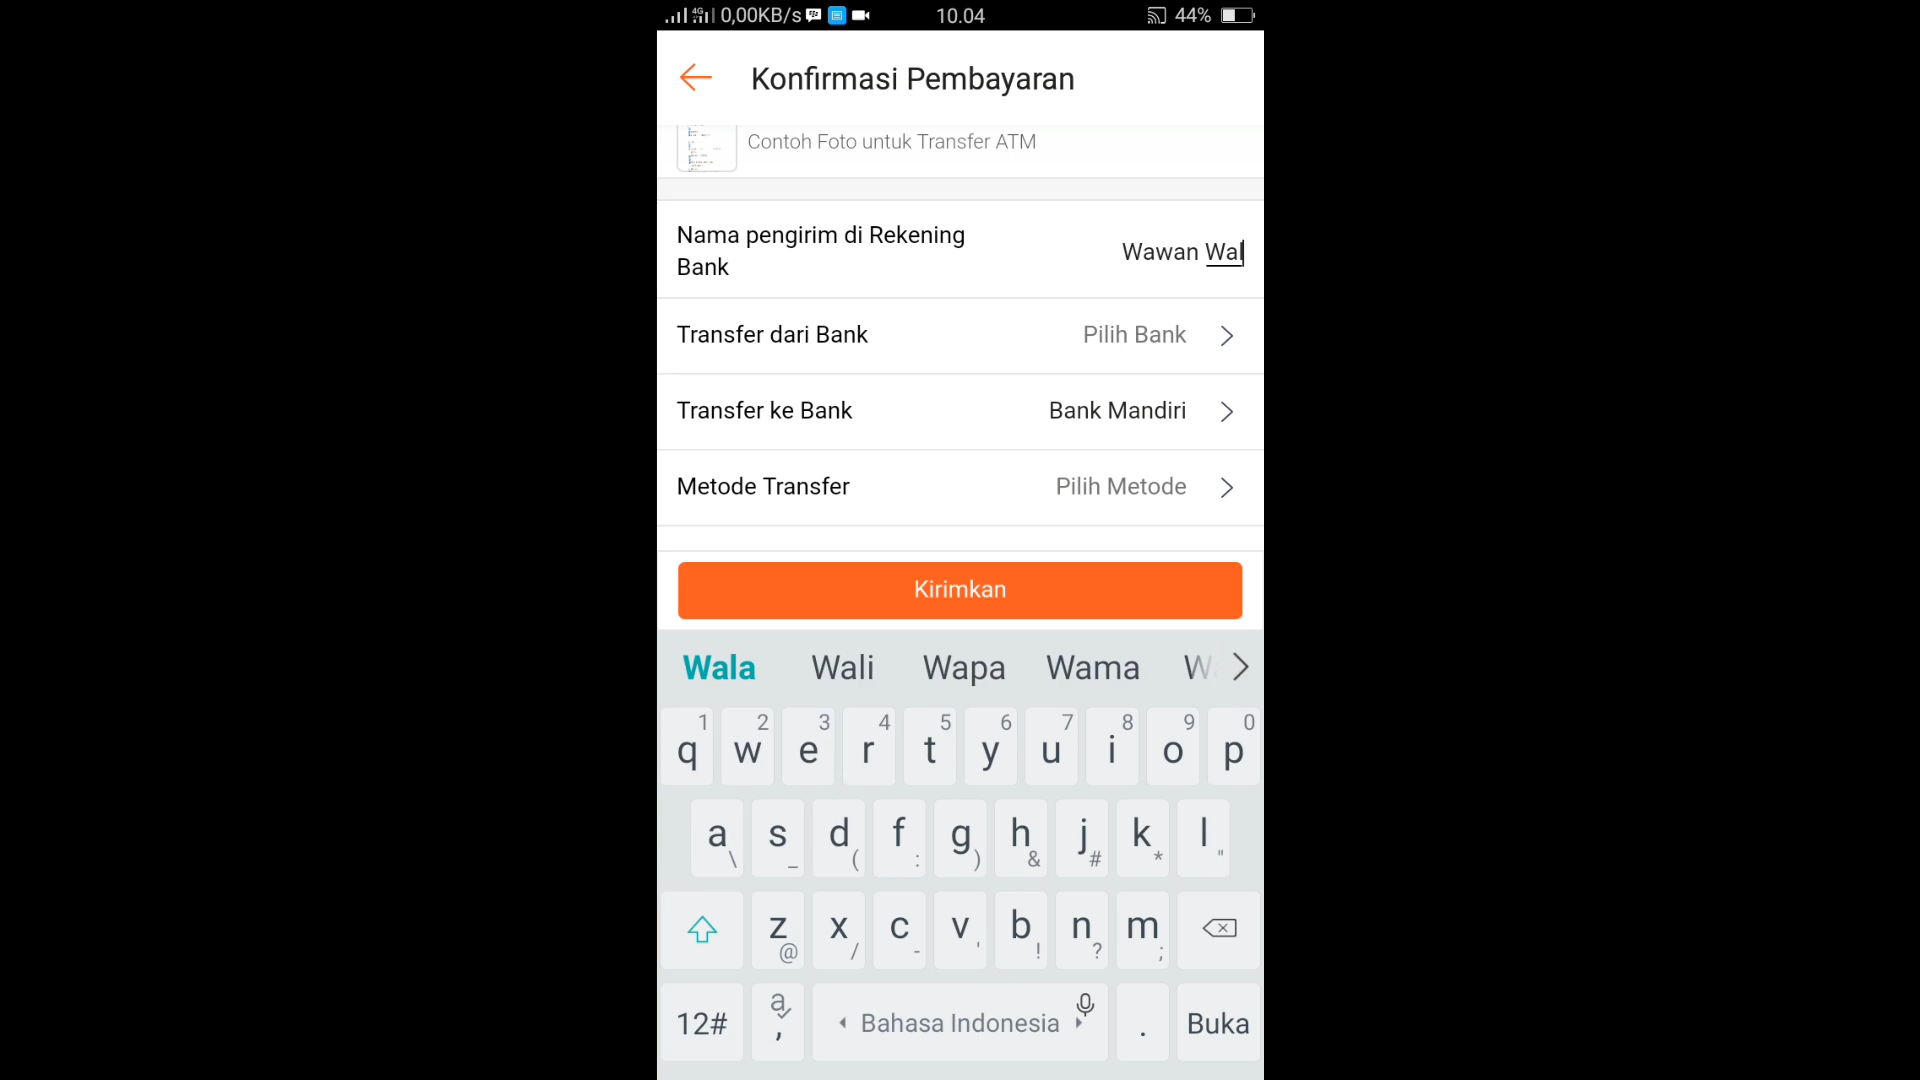 4G 0,00KB/s 10.04 44%
Konfirmasi Pembayaran
Contoh Foto untuk Transfer ATM
Nama pengirim di Rekening
Bank
Wawan Wal
Transfer dari Bank Pilih Bank
Transfer ke Bank Bank Mandiri
Metode Transfer Pilih Metode
Kirimkan
Wala Wali Wapa Wama
1 2 3 4 5 6 7 8 9 0
q w e r t y u i o p
a s d f g h j k l
\ _ ( : ) & # * "
z x c v b n m
@ / - ' ! ? ;
12# a , Bahasa Indonesia . Buka